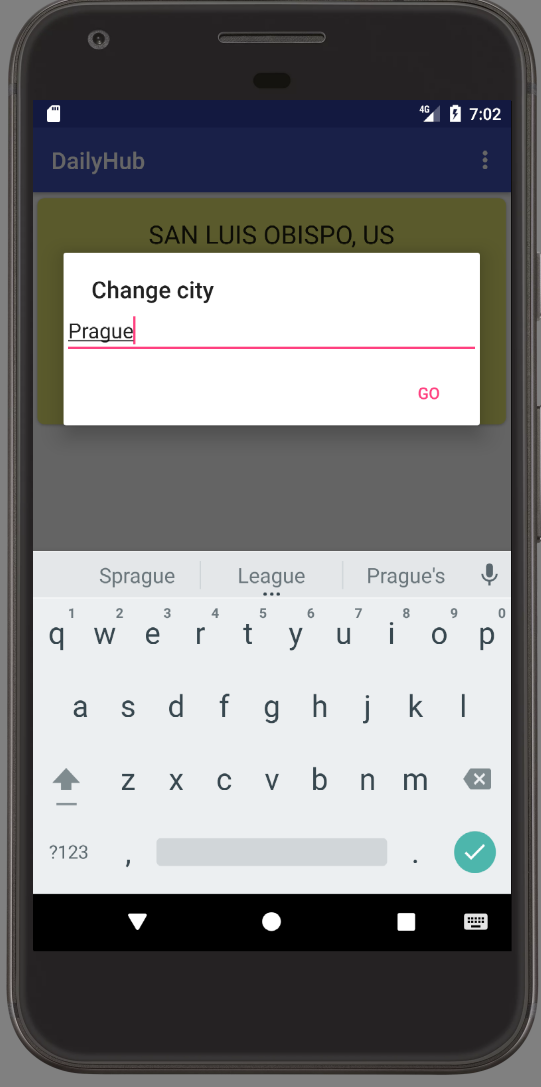 4G 7:02
DailyHub
SAN LUIS OBISPO, US
Change city
Prague
GO
Sprague League Prague's
1 2 3 4 5 6 7 8 9 0
q w e r t y u i o p
a s d f g h j k l
z x c v b n m
?123 , .